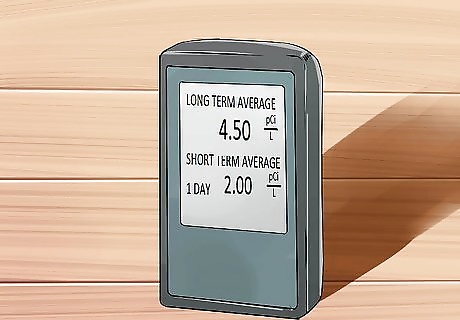 LONG TERM AVERAGE
4.50 pCi/L
SHORT TERM AVERAGE
1 DAY 2.00 pCi/L